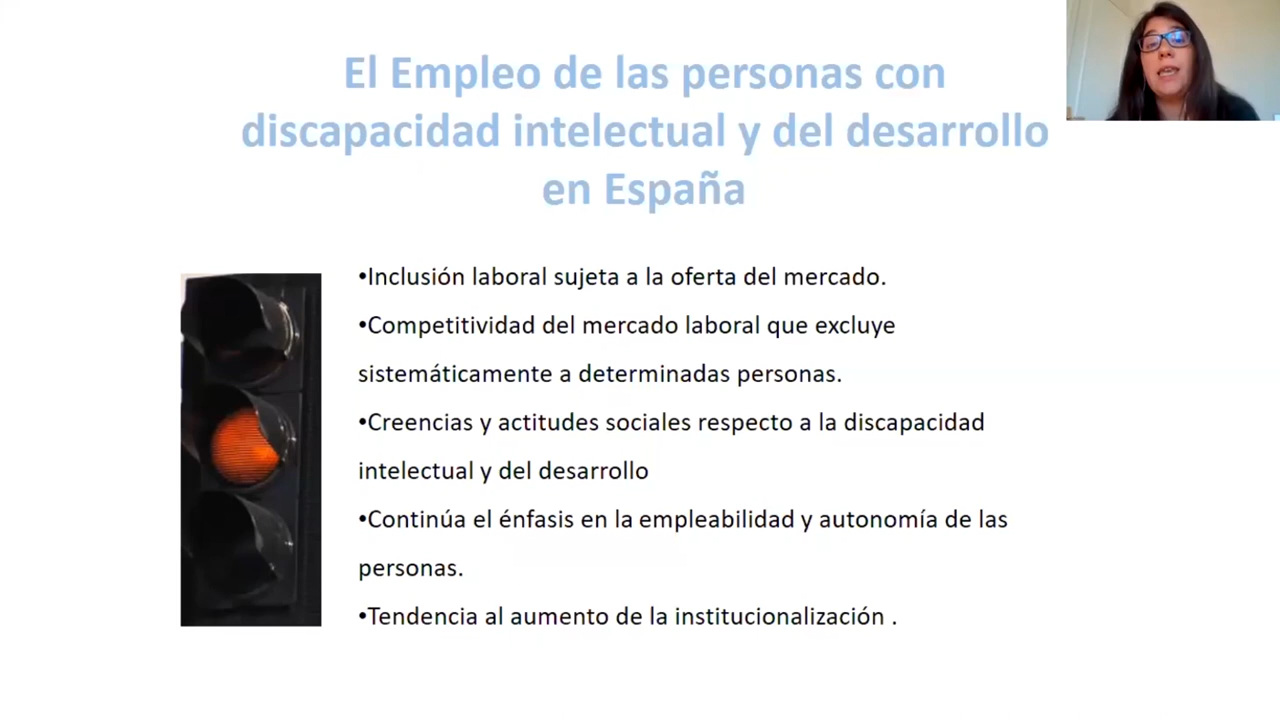 El Empleo de las personas con
discapacidad intelectual y del desarrollo
en España
•Inclusión laboral sujeta a la oferta del mercado.
•Competitividad del mercado laboral que excluye
sistemáticamente a determinadas personas.
•Creencias y actitudes sociales respecto a la discapacidad
intelectual y del desarrollo
•Continúa el énfasis en la empleabilidad y autonomía de las
personas.
•Tendencia al aumento de la institucionalización .